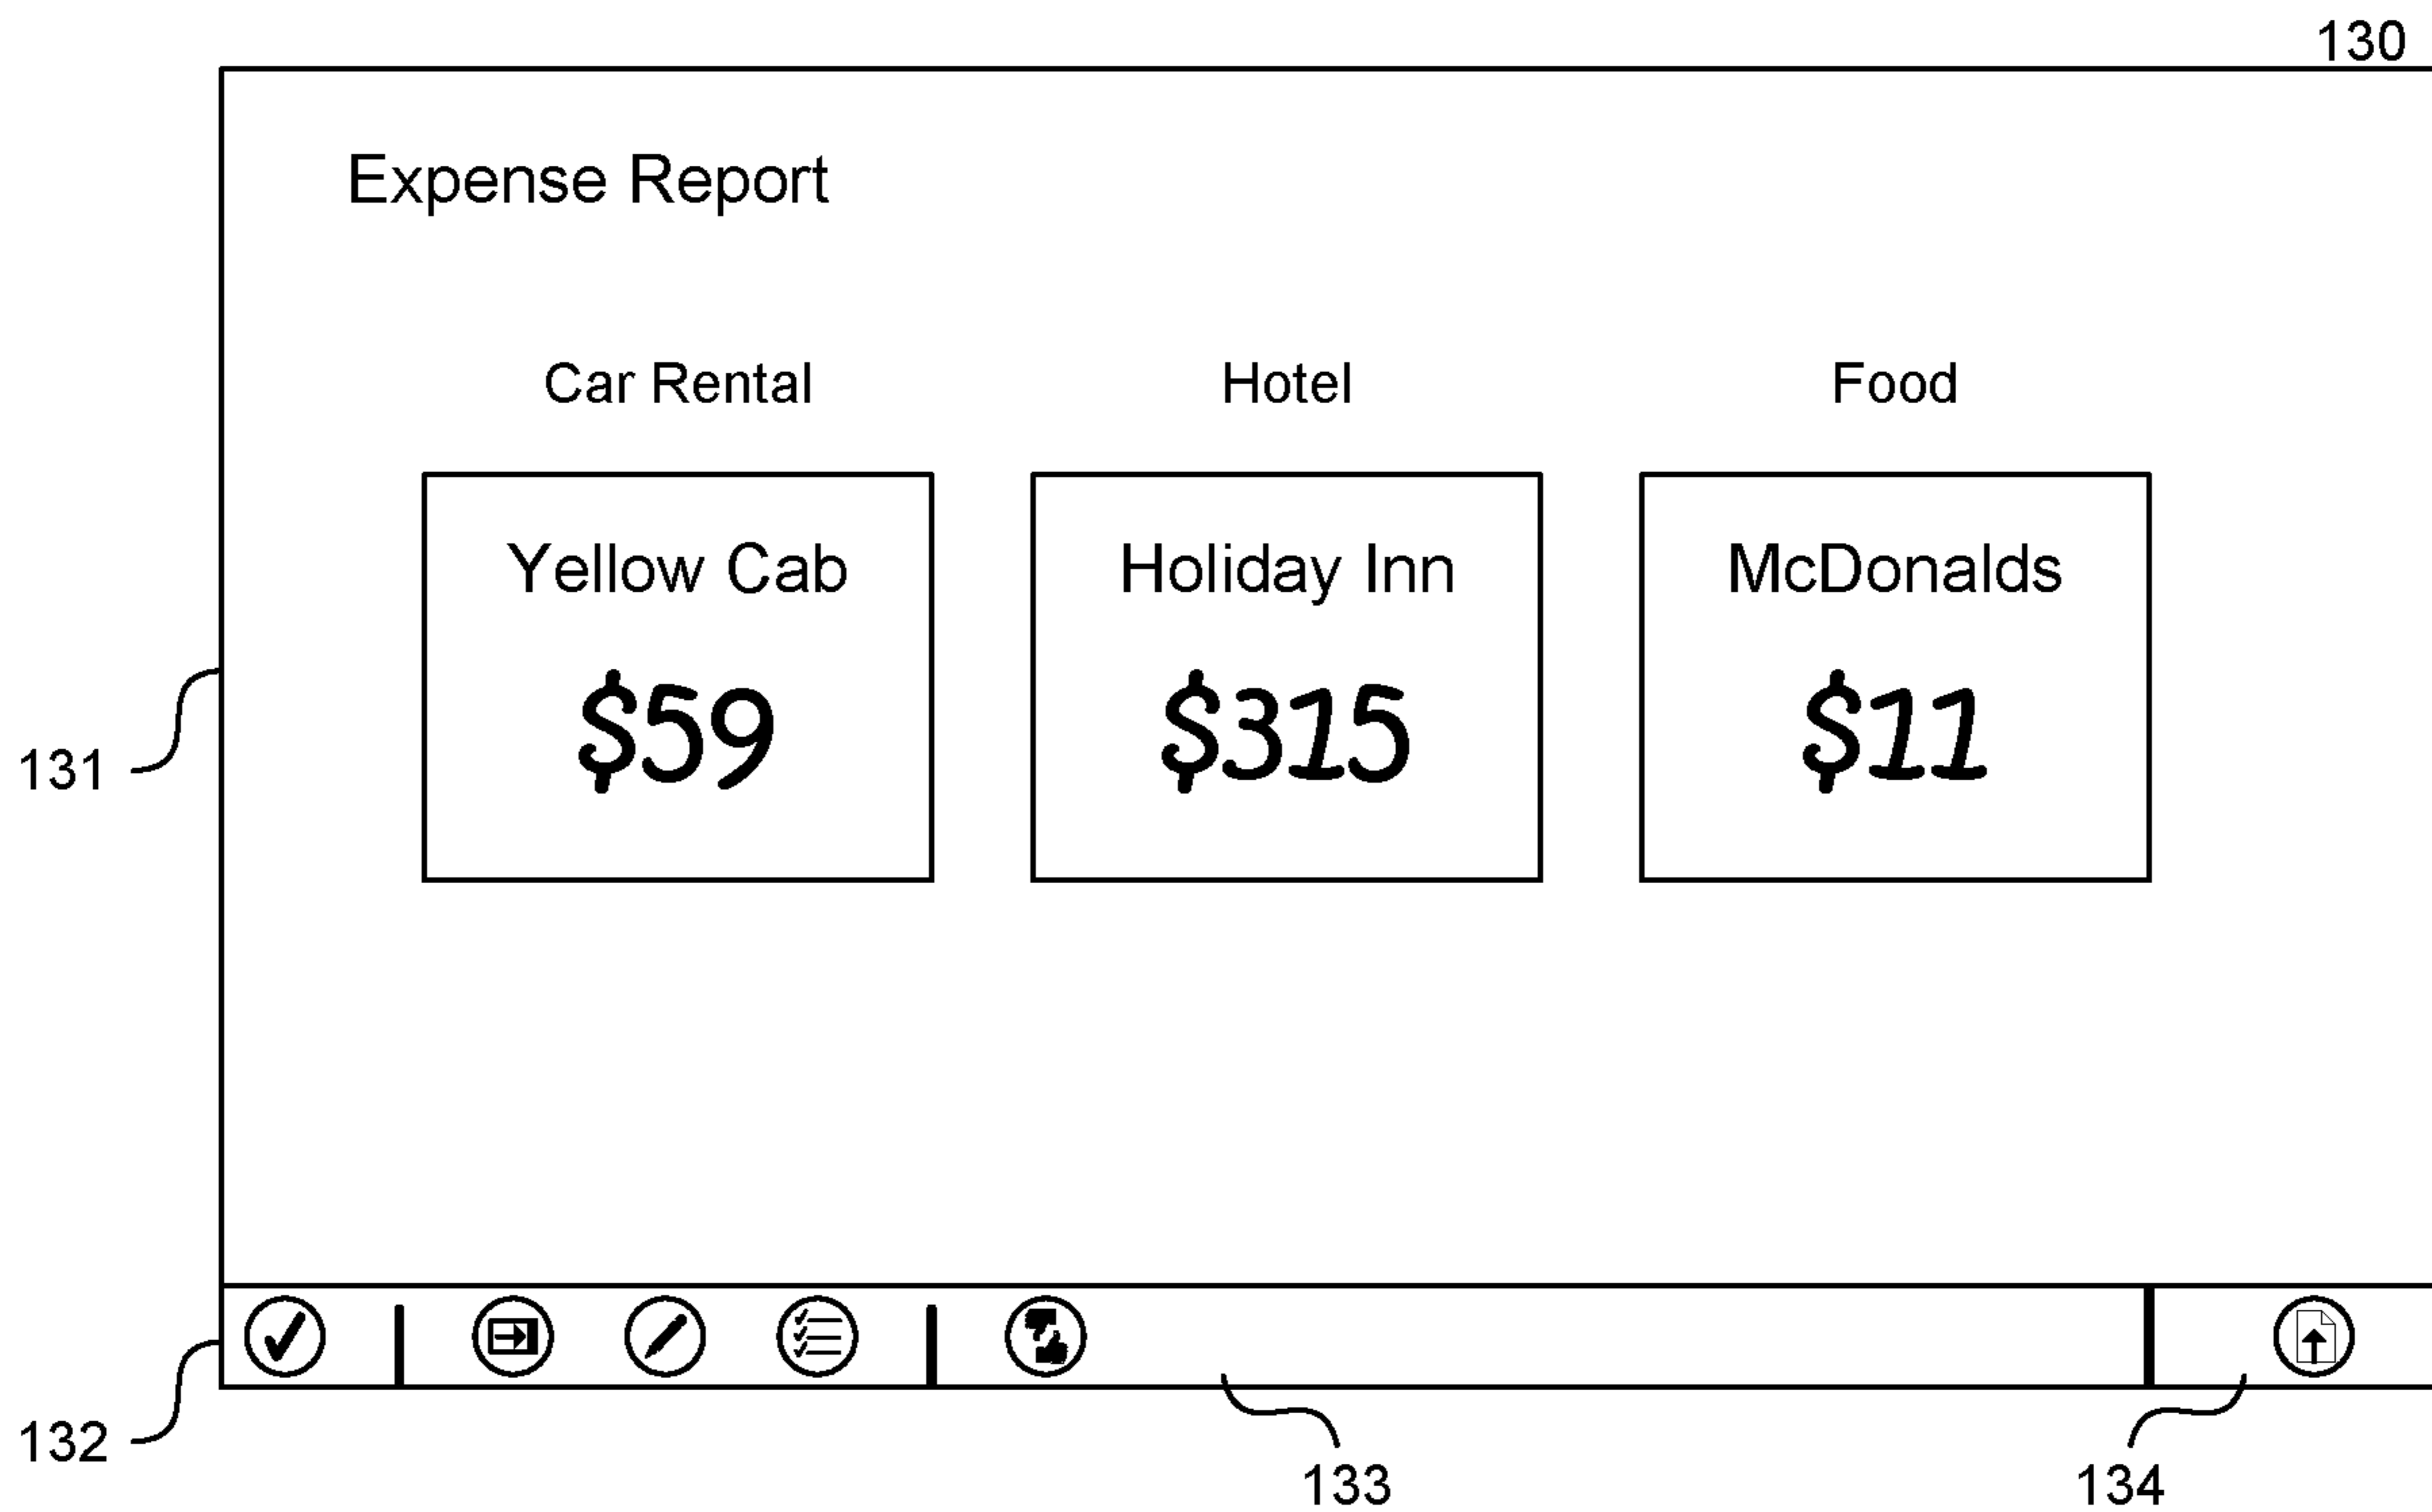 130
Expense Report
Car Rental Hotel Food
Yellow Cab Holiday Inn McDonalds
$59 $315 $11
131
132
133 134